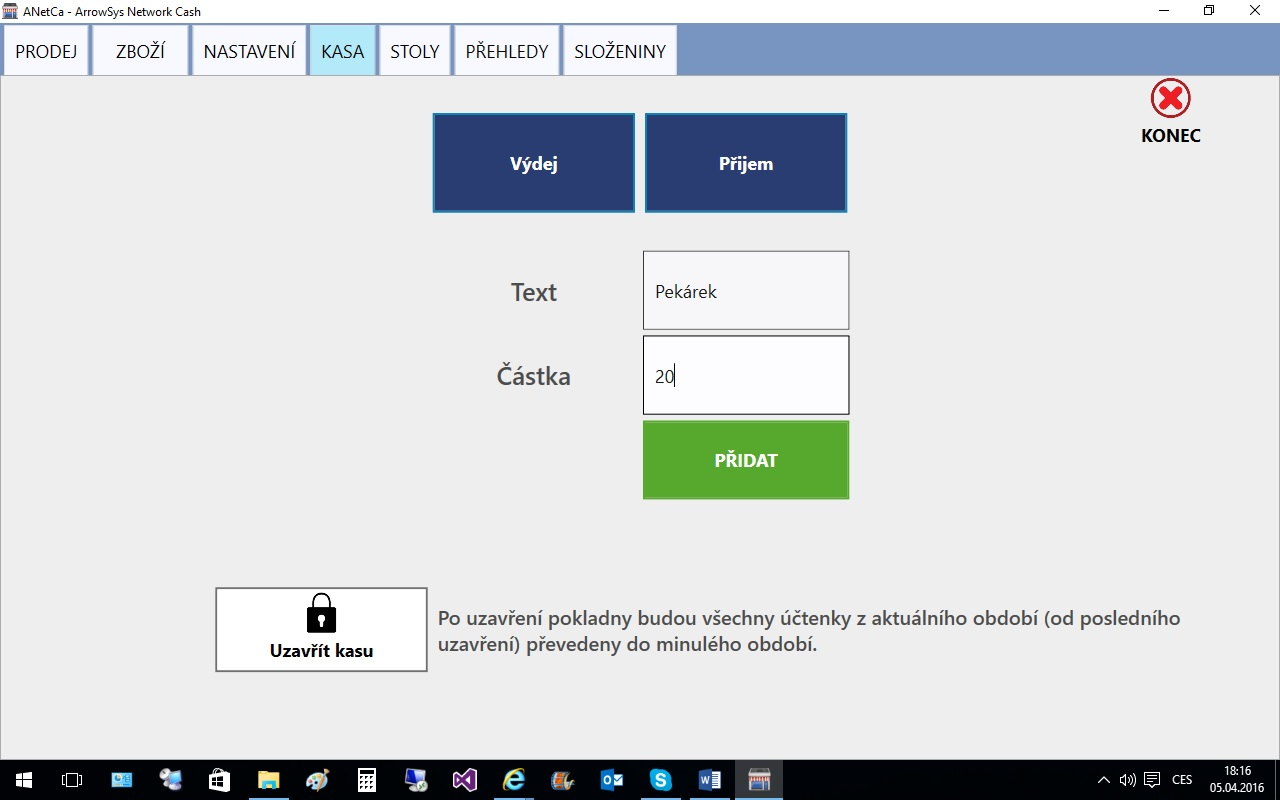 ANetCa - ArrowSys Network Cash
PRODEJ ZBOŽÍ NASTAVENÍ KASA STOLY PŘEHLEDY SLOŽENINY
KONEC
Výdej Přijem
Text Pekárek
Částka 20
PŘIDAT
Uzavřít kasu
Po uzavření pokladny budou všechny účtenky z aktuálního období (od posledního
uzavření) převedeny do minulého období.
CES
18:16
05.04.2016